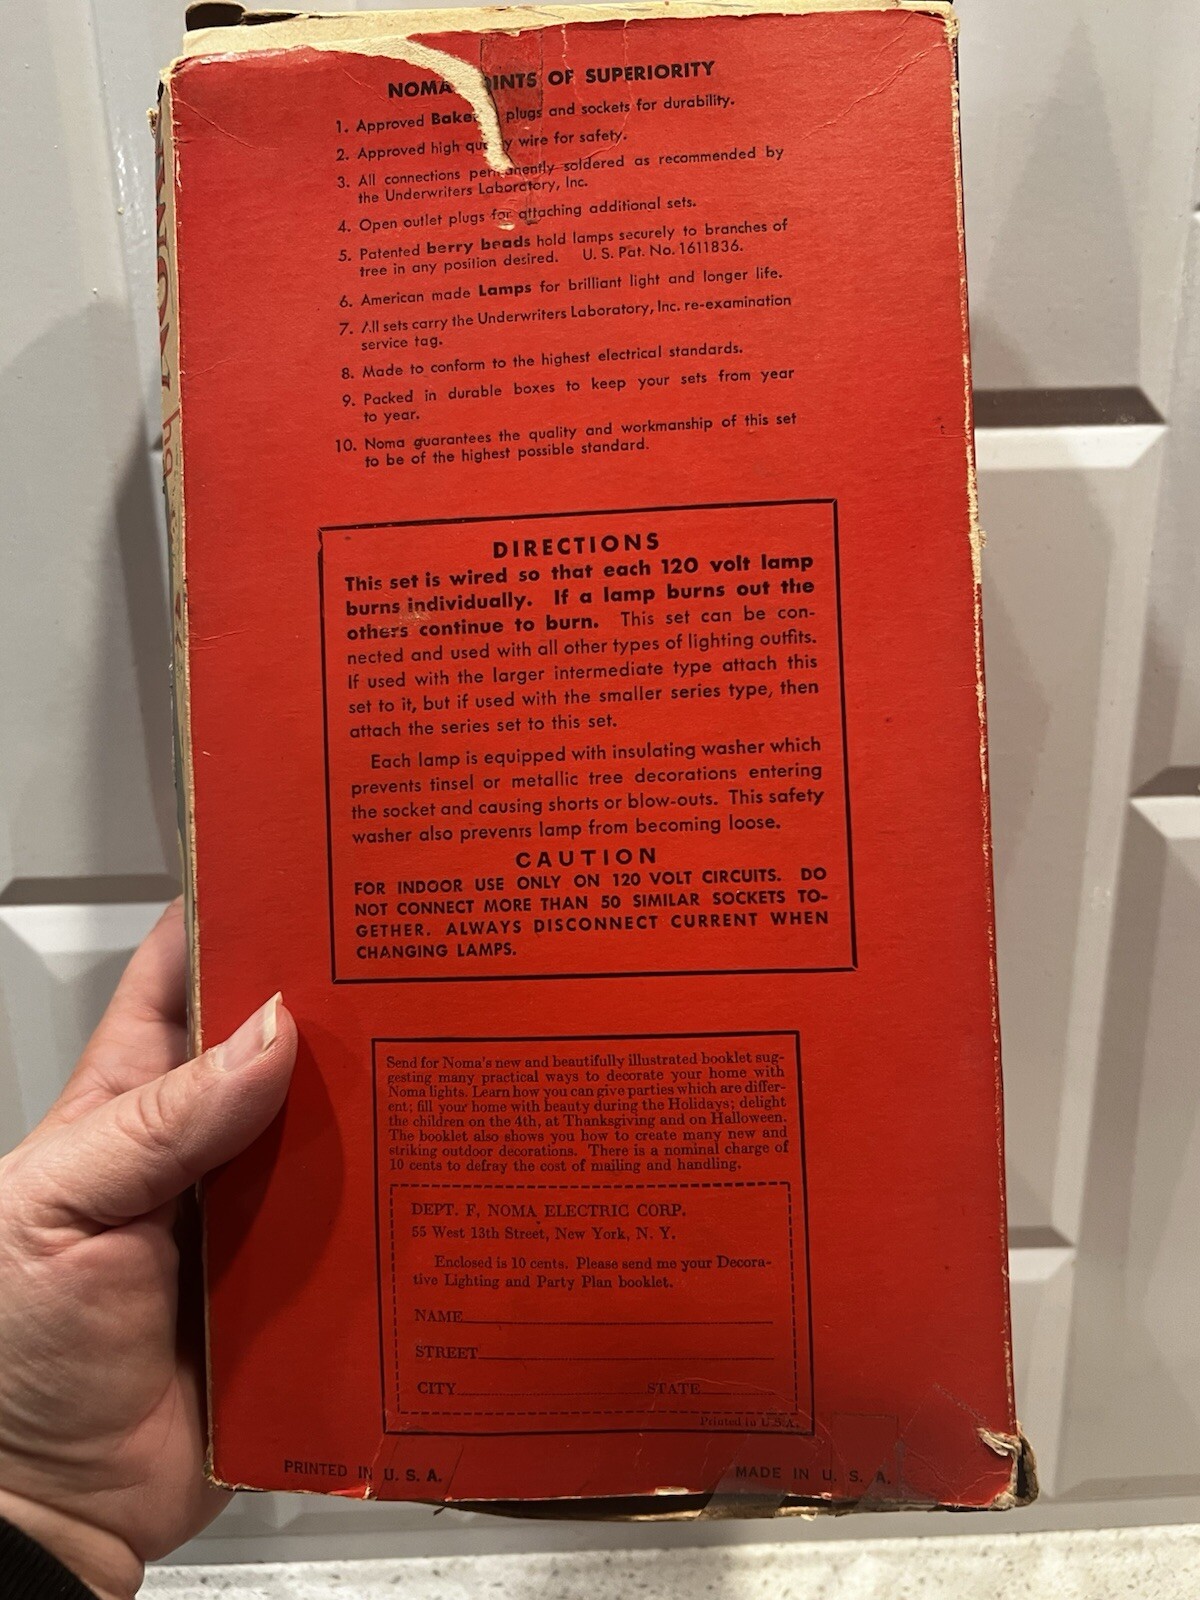 NOMA POINTS OF SUPERIORITY
1. Approved plugs and sockets for durability.
2. Approved high quality wire for safety.
3. All connections permanently soldered as recommended by
the Underwriters Laboratory, Inc.
4. Open outlet plugs for attaching additional sets.
5. Patented berry beads hold lamps securely to branches of
tree in any position desired. U. S. Pat. No. 1611836.
6. American made Lamps for brilliant light and longer life.
7. All sets carry the Underwriters Laboratory, Inc. re-examination
service tag.
8. Made to conform to the highest electrical standards.
9. Packed in durable boxes to keep your sets from year
to year.
10. Noma guarantees the quality and workmanship of this set
to be of the highest possible standard.
DIRECTIONS
This set is wired so that each 120 volt lamp
burns individually. If a lamp burns out the
others continue to burn. This set can be con-
nected and used with all other types of lighting outfits.
If used with the larger intermediate type attach this
set to it, but if used with the smaller series type, then
attach the series set to this set.
Each lamp is equipped with insulating washer which
prevents tinsel or metallic tree decorations entering
the socket and causing shorts or blow-outs. This safety
washer also prevents lamp from becoming loose.
CAUTION
FOR INDOOR USE ONLY ON 120 VOLT CIRCUITS. DO
NOT CONNECT MORE THAN 50 SIMILAR SOCKETS TO-
GETHER. ALWAYS DISCONNECT CURRENT WHEN
CHANGING LAMPS.
Send for Noma's new and beautifully illustrated booklet sug-
gesting many practical ways to decorate your home with
Noma lights. Learn how you can give parties which are differ-
ent; fill your home with beauty during the Holidays; delight
the children on the 4th, at Thanksgiving and on Halloween.
The booklet also shows you how to create many new and
striking outdoor decorations. There is a nominal charge of
10 cents to defray the cost of mailing and handling.
DEPT. F, NOMA ELECTRIC CORP.
55 West 13th Street, New York, N. Y.
Enclosed is 10 cents. Please send me your Decora-
tive Lighting and Party Plan booklet.
NAME
STREET
CITY STATE
Printed in U.S.A.
PRINTED IN U. S. A. MADE IN U. S. A.